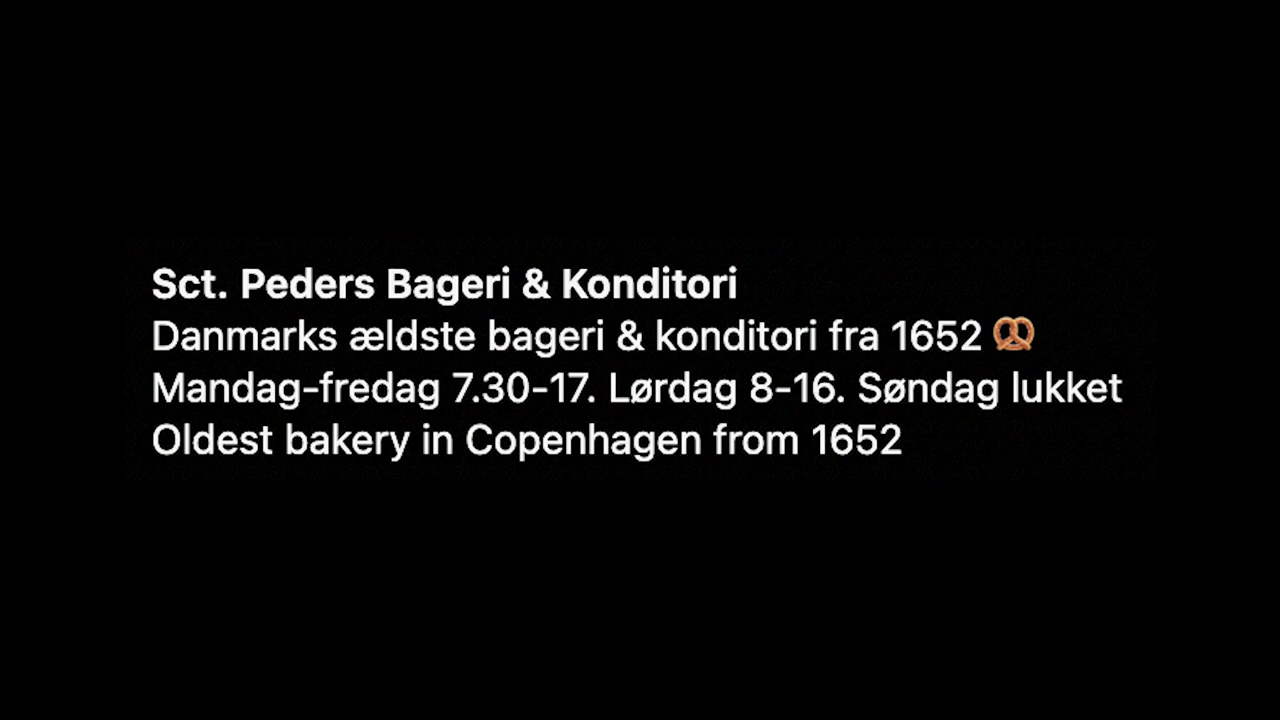 Sct. Peders Bageri & Konditori
Danmarks ældste bageri & konditori fra 1652 🥨
Mandag-fredag 7.30-17. Lørdag 8-16. Søndag lukket
Oldest bakery in Copenhagen from 1652